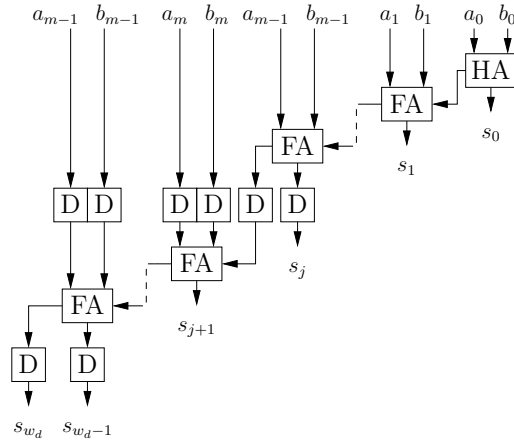 a_{m−1} b_{m−1} a_m b_m a_{m−1} b_{m−1} a_1 b_1 a_0 b_0
HA
FA s_0
FA s_1
D D D D D D
FA s_j
FA s_{j+1}
D D
s_{w_d} s_{w_d−1}